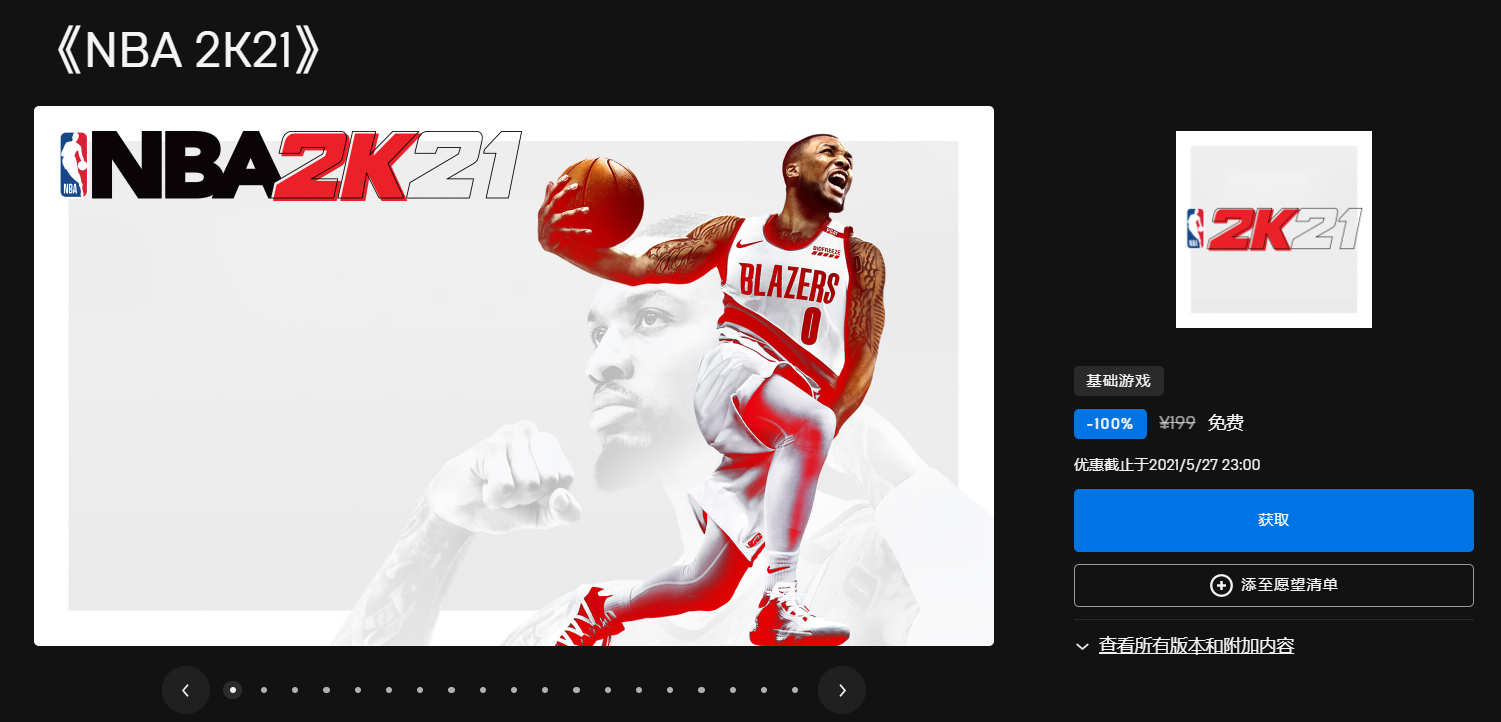 《NBA 2K21》
NBA 2K21
NBA
BIOFREEZE
BLAZERS
0
2K21
NBA
基础游戏
-100% ¥199 免费
优惠截止于2021/5/27 23:00
获取
添至愿望清单
查看所有版本和附加内容